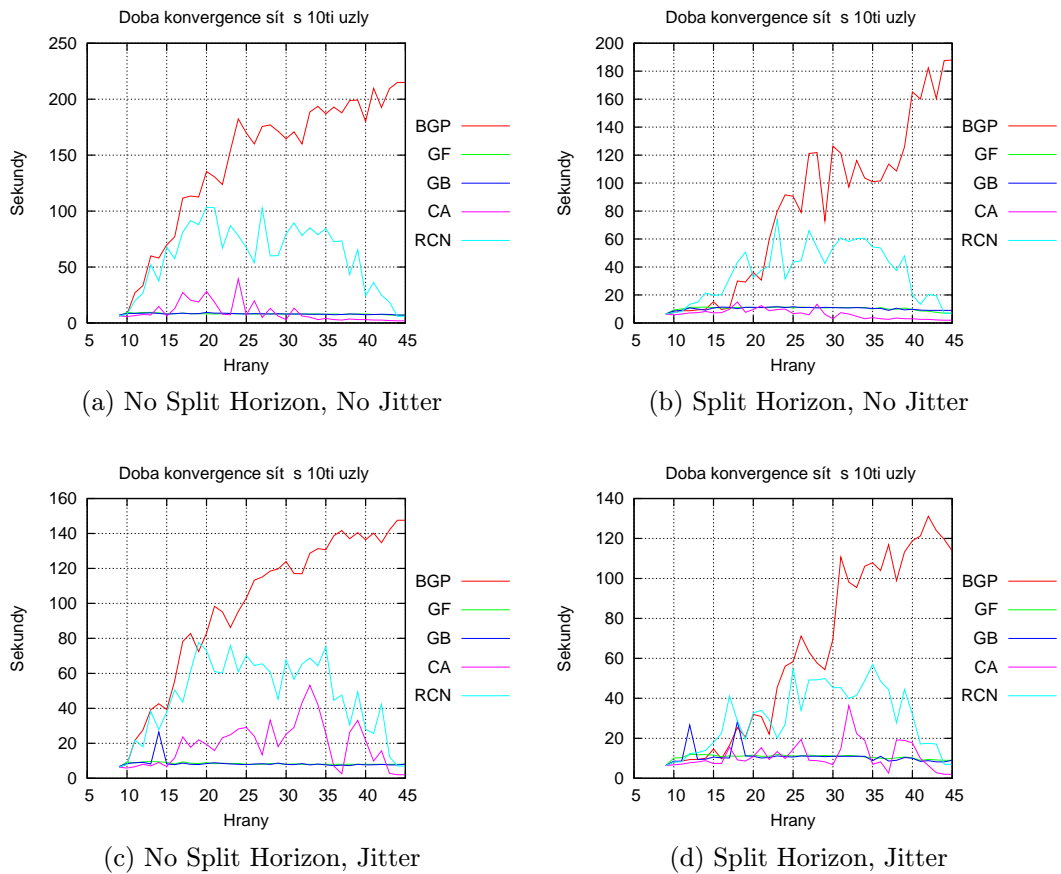 Doba konvergence sít s 10ti uzly
250
200
150
100
50
0
5 10 15 20 25 30 35 40 45
Sekundy
Hrany
BGP
GF
GB
CA
RCN
(a) No Split Horizon, No Jitter
Doba konvergence sít s 10ti uzly
200
180
160
140
120
100
80
60
40
20
0
5 10 15 20 25 30 35 40 45
Sekundy
Hrany
BGP
GF
GB
CA
RCN
(b) Split Horizon, No Jitter
Doba konvergence sít s 10ti uzly
160
140
120
100
80
60
40
20
0
5 10 15 20 25 30 35 40 45
Sekundy
Hrany
BGP
GF
GB
CA
RCN
(c) No Split Horizon, Jitter
Doba konvergence sít s 10ti uzly
140
120
100
80
60
40
20
0
5 10 15 20 25 30 35 40 45
Sekundy
Hrany
BGP
GF
GB
CA
RCN
(d) Split Horizon, Jitter